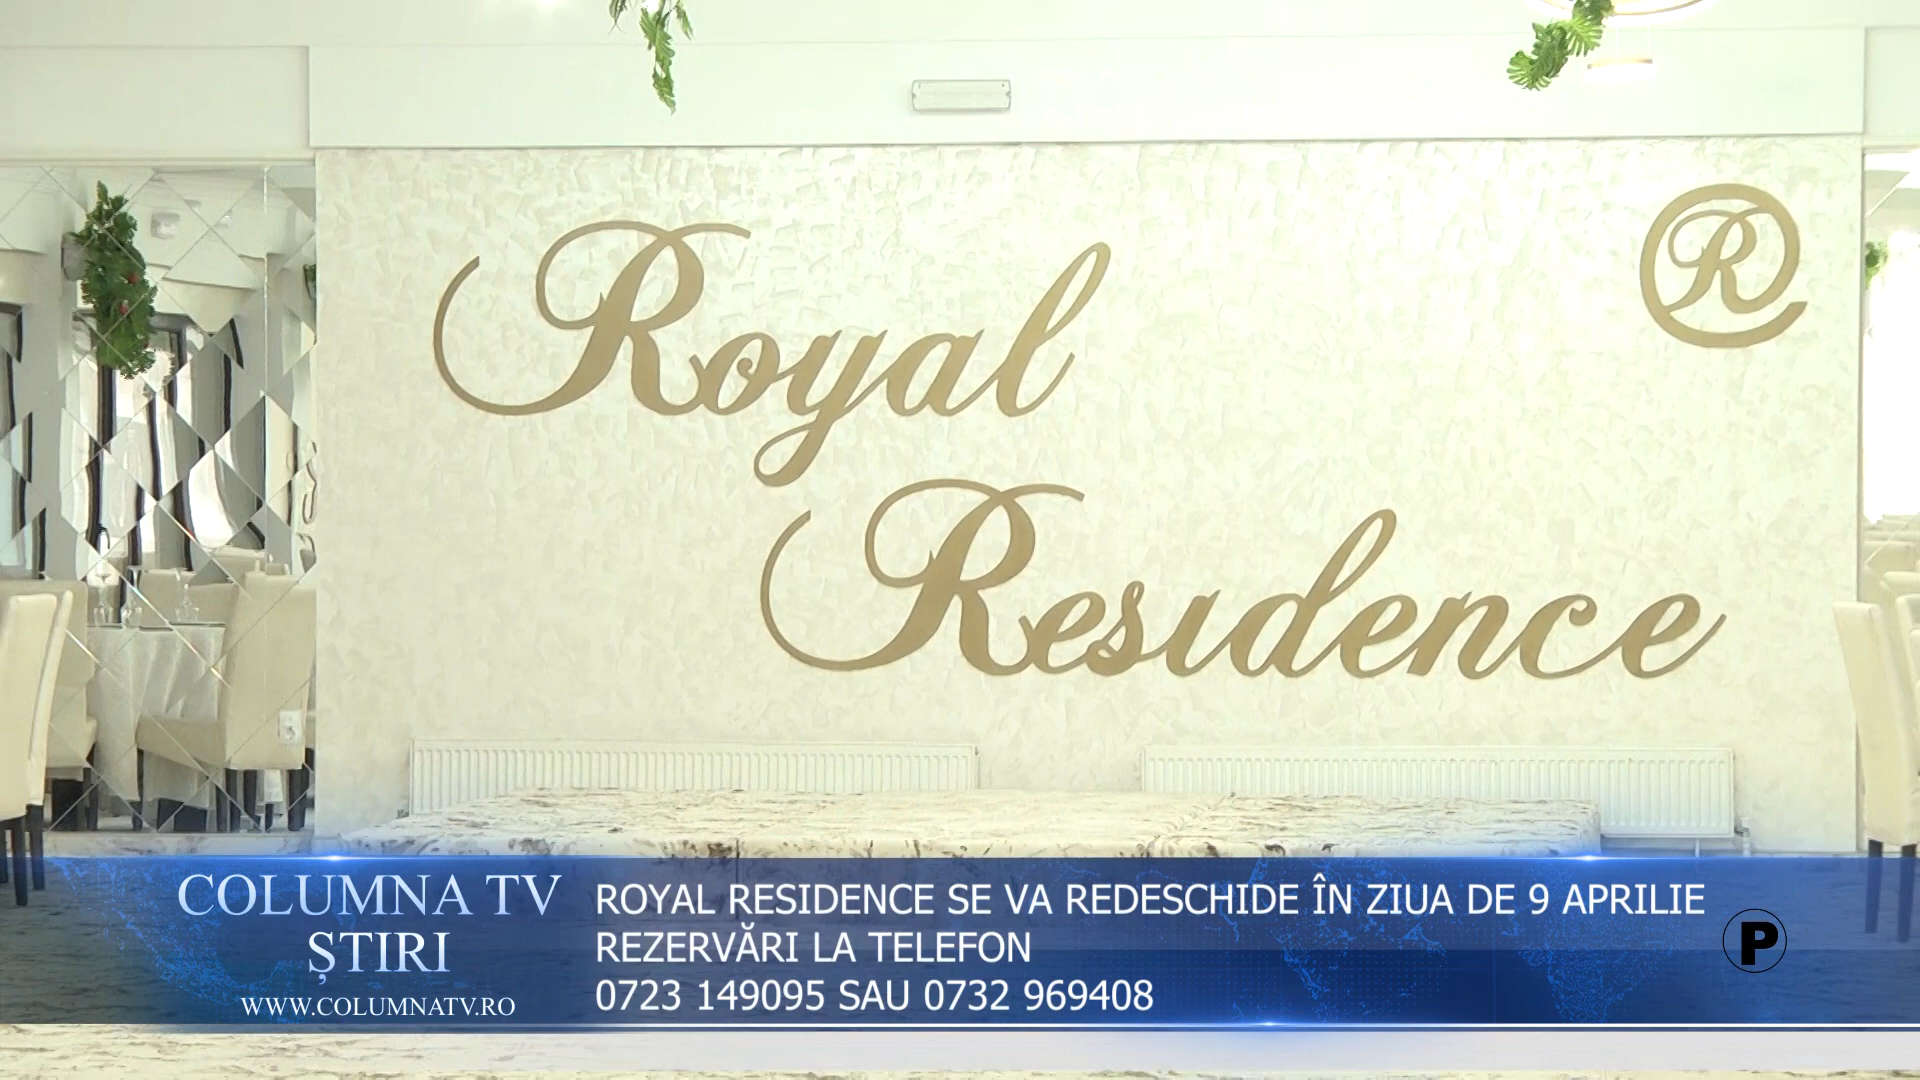 Royal
R
Residence
COLUMNA TV
ȘTIRI
WWW.COLUMNATV.RO
ROYAL RESIDENCE SE VA REDESCHIDE ÎN ZIUA DE 9 APRILIE
REZERVĂRI LA TELEFON
0723 149095 SAU 0732 969408
P